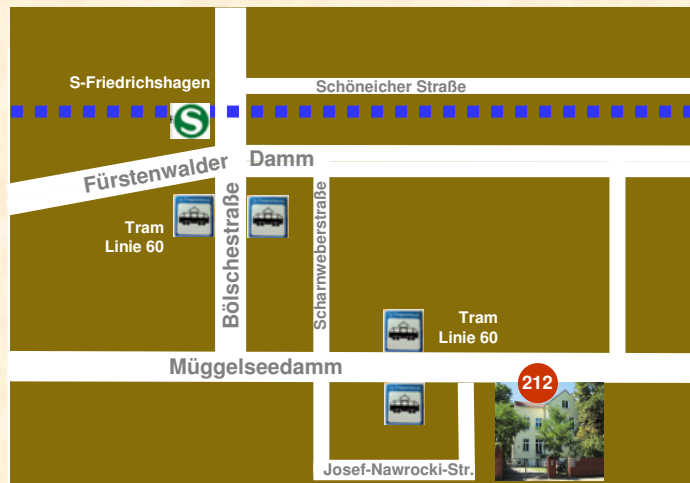 Schöneicher Straße
S-Friedrichshagen
S
Fürstenwalder Damm
Tram
Linie 60
Bölschestraße
Scharnweberstraße
Tram
Linie 60
Müggelseedamm
212
Josef-Nawrocki-Str.